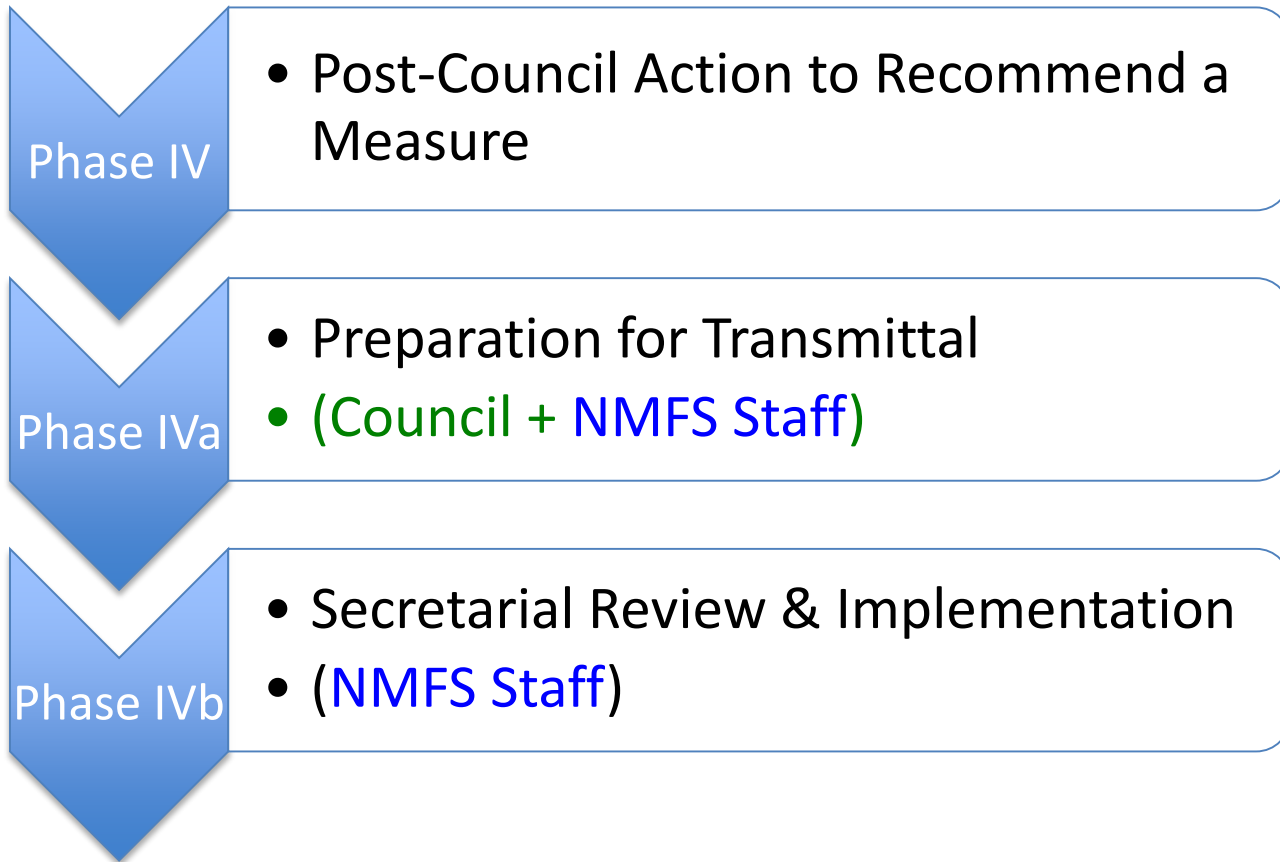 Phase IV
• Post-Council Action to Recommend a
Measure
Phase IVa
• Preparation for Transmittal
• (Council + NMFS Staff)
Phase IVb
• Secretarial Review & Implementation
• (NMFS Staff)